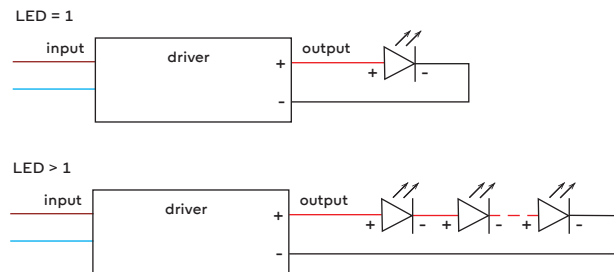 LED = 1
input driver + output
+ -
-
LED > 1
input driver + output
+ - + - + -
-